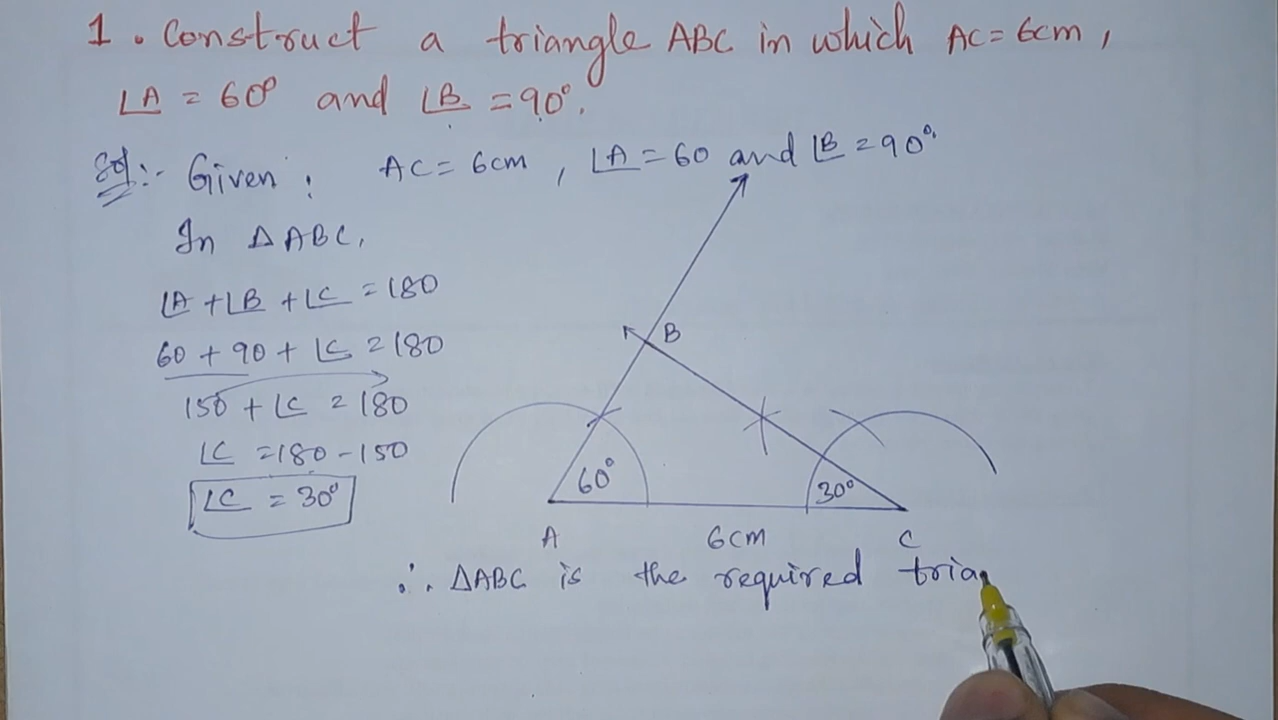 1. Construct a triangle ABC in which AC = 6cm,
∠A = 60° and ∠B = 90°.
Sol:- Given: AC = 6cm, ∠A = 60 and ∠B = 90°
In △ABC,
∠A + ∠B + ∠C = 180
60 + 90 + ∠C = 180
150 + ∠C = 180
∠C = 180 - 150
∠C = 30°
B
60°
30°
A 6cm C
∴ △ABC is the required tria